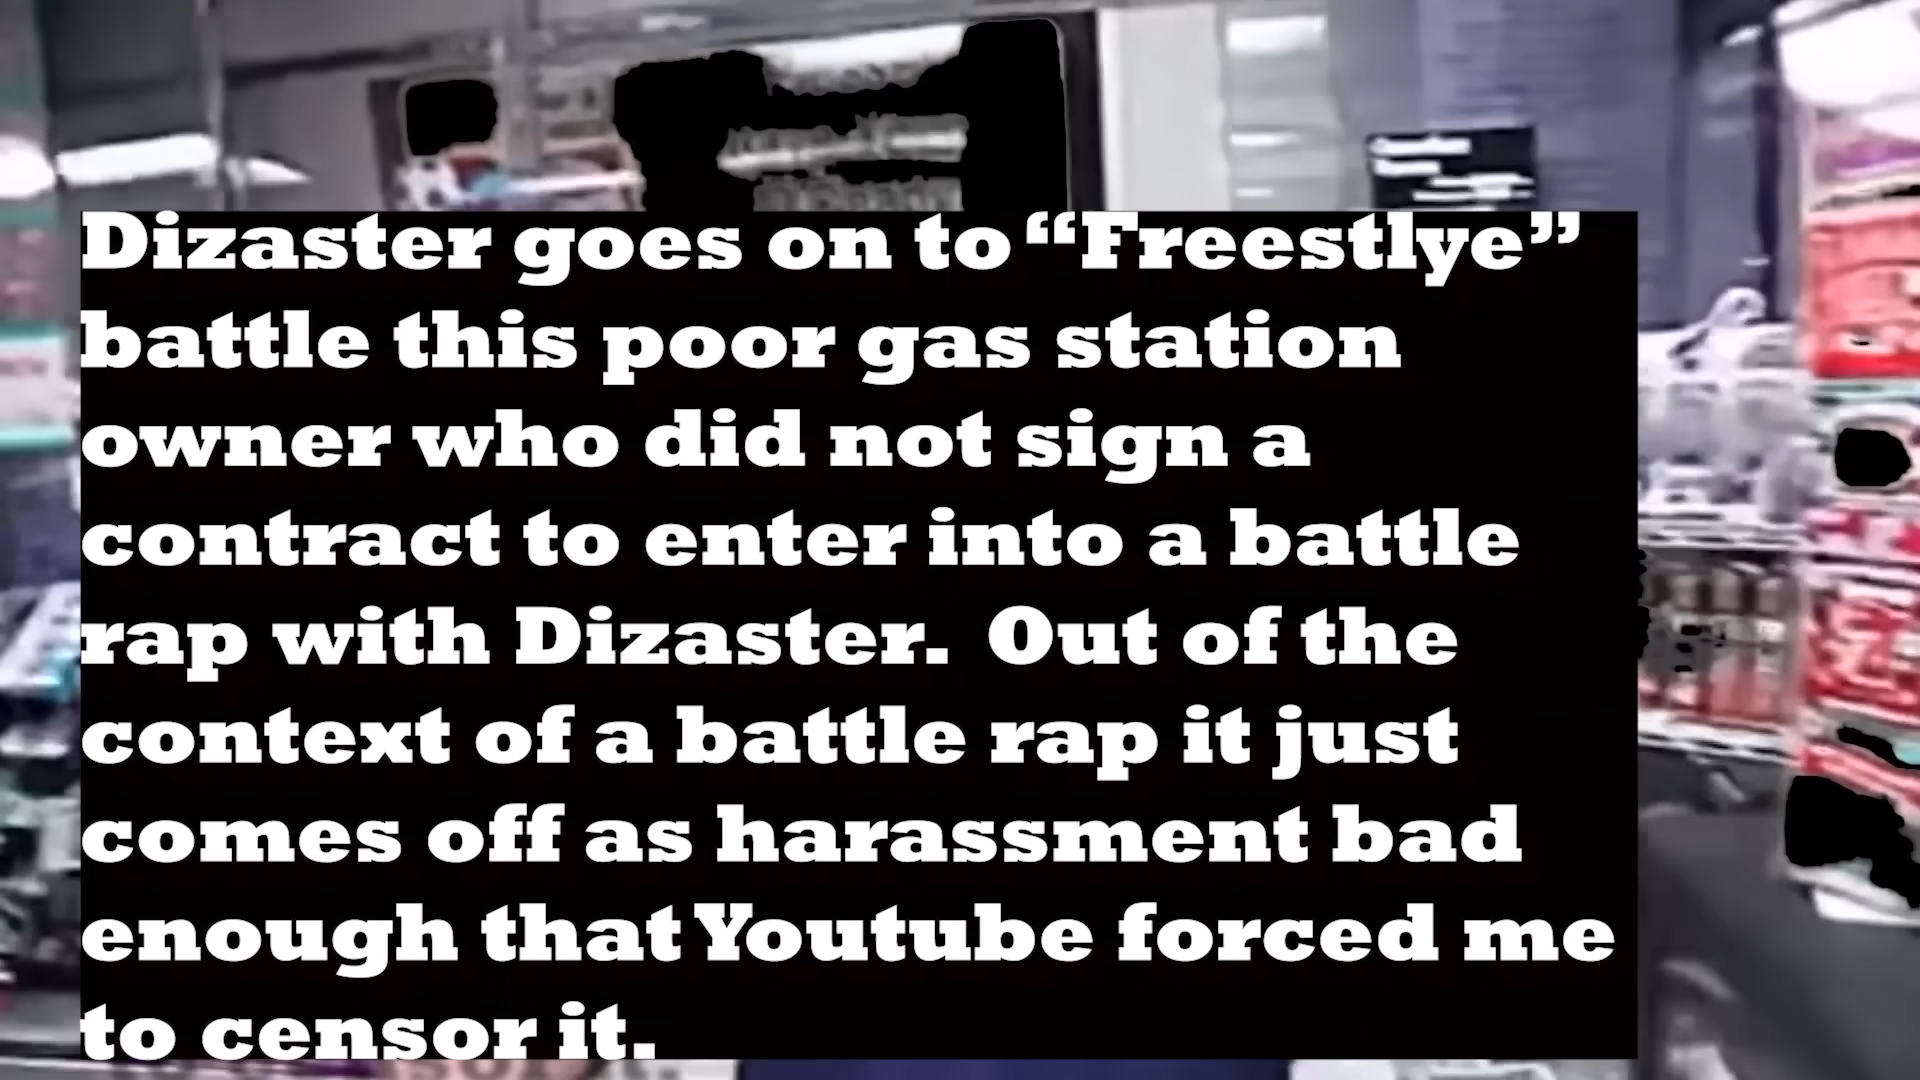 Dizaster goes on to “Freestlye”
battle this poor gas station
owner who did not sign a
contract to enter into a battle
rap with Dizaster.  Out of the
context of a battle rap it just
comes off as harassment bad
enough that Youtube forced me
to censor it.